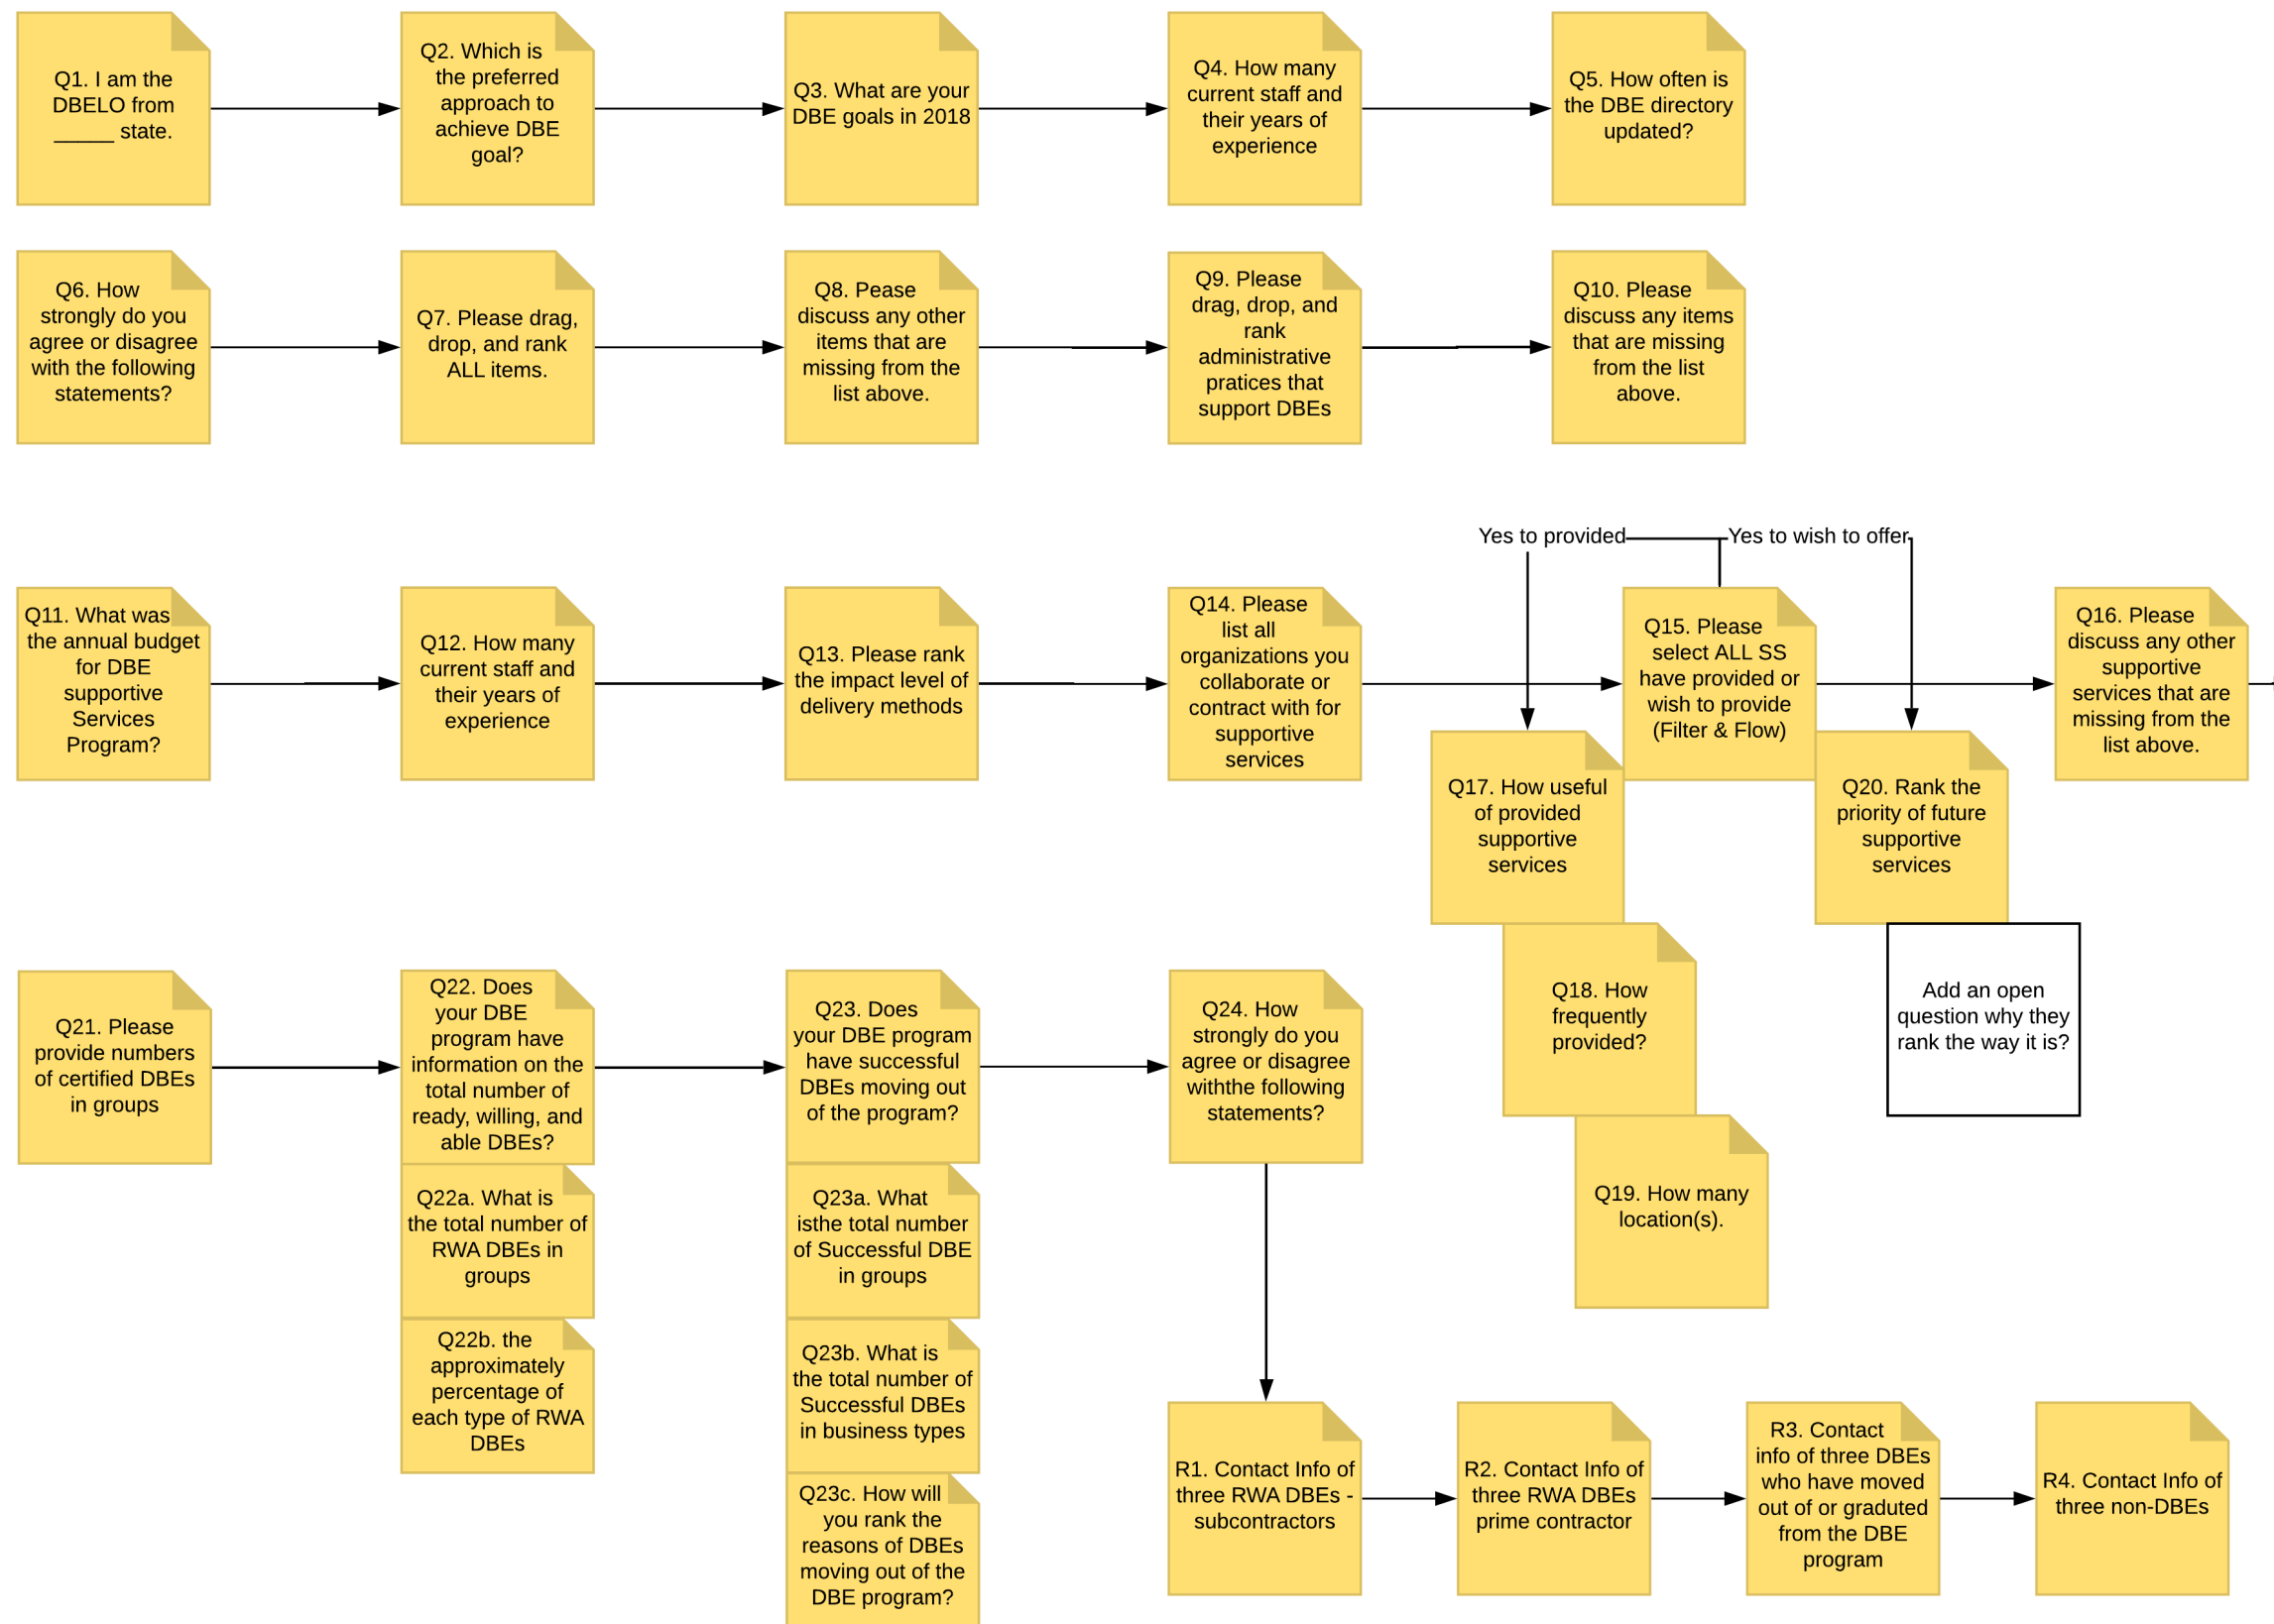 Q1. I am the
DBELO from
_____ state.
Q2. Which is
the preferred
approach to
achieve DBE
goal?
Q3. What are your
DBE goals in 2018
Q4. How many
current staff and
their years of
experience
Q5. How often is
the DBE directory
updated?
Q6. How
strongly do you
agree or disagree
with the following
statements?
Q7. Please drag,
drop, and rank
ALL items.
Q8. Pease
discuss any other
items that are
missing from the
list above.
Q9. Please
drag, drop, and
rank
administrative
pratices that
support DBEs
Q10. Please
discuss any items
that are missing
from the list
above.
Yes to provided
Yes to wish to offer
Q11. What was
the annual budget
for DBE
supportive
Services
Program?
Q12. How many
current staff and
their years of
experience
Q13. Please rank
the impact level of
delivery methods
Q14. Please
list all
organizations you
collaborate or
contract with for
supportive
services
Q15. Please
select ALL SS
have provided or
wish to provide
(Filter & Flow)
Q16. Please
discuss any other
supportive
services that are
missing from the
list above.
Q17. How useful
of provided
supportive
services
Q20. Rank the
priority of future
supportive
services
Q18. How
frequently
provided?
Add an open
question why they
rank the way it is?
Q19. How many
location(s).
Q21. Please
provide numbers
of certified DBEs
in groups
Q22. Does
your DBE
program have
information on the
total number of
ready, willing, and
able DBEs?
Q22a. What is
the total number of
RWA DBEs in
groups
Q22b. the
approximately
percentage of
each type of RWA
DBEs
Q23. Does
your DBE program
have successful
DBEs moving out
of the program?
Q23a. What
isthe total number
of Successful DBE
in groups
Q23b. What is
the total number of
Successful DBEs
in business types
Q23c. How will
you rank the
reasons of DBEs
moving out of the
DBE program?
Q24. How
strongly do you
agree or disagree
withthe following
statements?
R1. Contact Info of
three RWA DBEs -
subcontractors
R2. Contact Info of
three RWA DBEs
prime contractor
R3. Contact
info of three DBEs
who have moved
out of or graduted
from the DBE
program
R4. Contact Info of
three non-DBEs